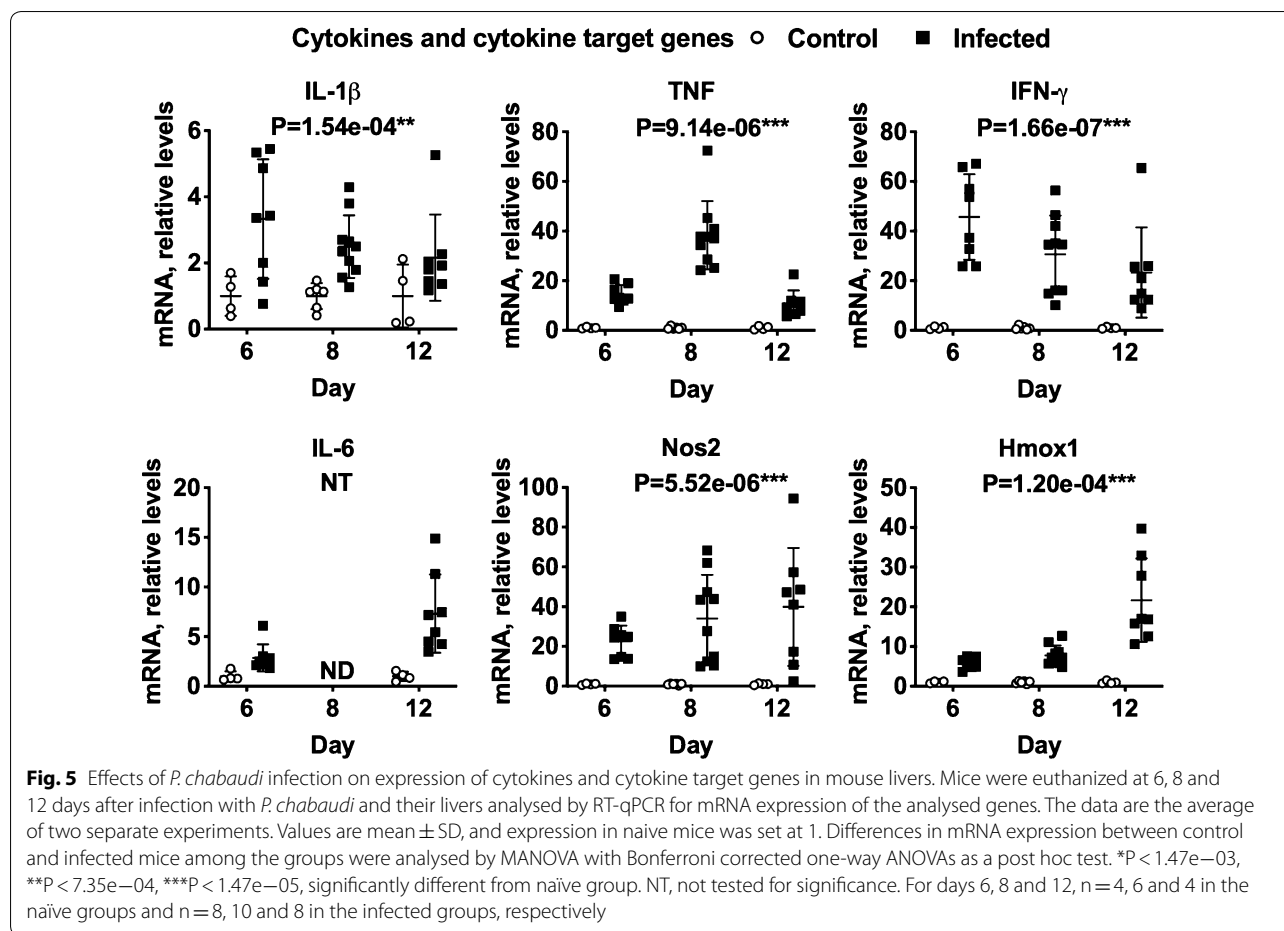 Cytokines and cytokine target genes Control Infected
IL-1β
P=1.54e-04**
mRNA, relative levels
6
4
2
0
6 8 12
Day
TNF
P=9.14e-06***
mRNA, relative levels
80
60
40
20
0
6 8 12
Day
IFN-γ
P=1.66e-07***
mRNA, relative levels
80
60
40
20
0
6 8 12
Day
IL-6
NT
mRNA, relative levels
20
15
10
5
0
ND
6 8 12
Day
Nos2
P=5.52e-06***
mRNA, relative levels
100
80
60
40
20
0
6 8 12
Day
Hmox1
P=1.20e-04***
mRNA, relative levels
50
40
30
20
10
0
6 8 12
Day
Fig. 5 Effects of P. chabaudi infection on expression of cytokines and cytokine target genes in mouse livers. Mice were euthanized at 6, 8 and
12 days after infection with P. chabaudi and their livers analysed by RT-qPCR for mRNA expression of the analysed genes. The data are the average
of two separate experiments. Values are mean ± SD, and expression in naive mice was set at 1. Differences in mRNA expression between control
and infected mice among the groups were analysed by MANOVA with Bonferroni corrected one-way ANOVAs as a post hoc test. *P < 1.47e−03,
**P < 7.35e−04, ***P < 1.47e−05, significantly different from naïve group. NT, not tested for significance. For days 6, 8 and 12, n = 4, 6 and 4 in the
naïve groups and n = 8, 10 and 8 in the infected groups, respectively